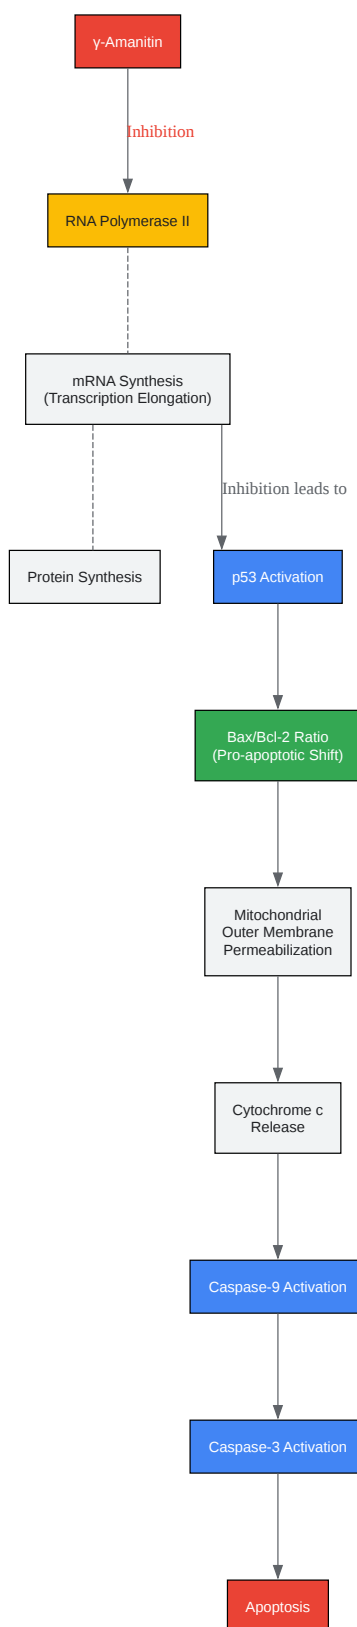 γ-Amanitin
Inhibition
RNA Polymerase II
mRNA Synthesis
(Transcription Elongation)
Inhibition leads to
Protein Synthesis
p53 Activation
Bax/Bcl-2 Ratio
(Pro-apoptotic Shift)
Mitochondrial
Outer Membrane
Permeabilization
Cytochrome c
Release
Caspase-9 Activation
Caspase-3 Activation
Apoptosis